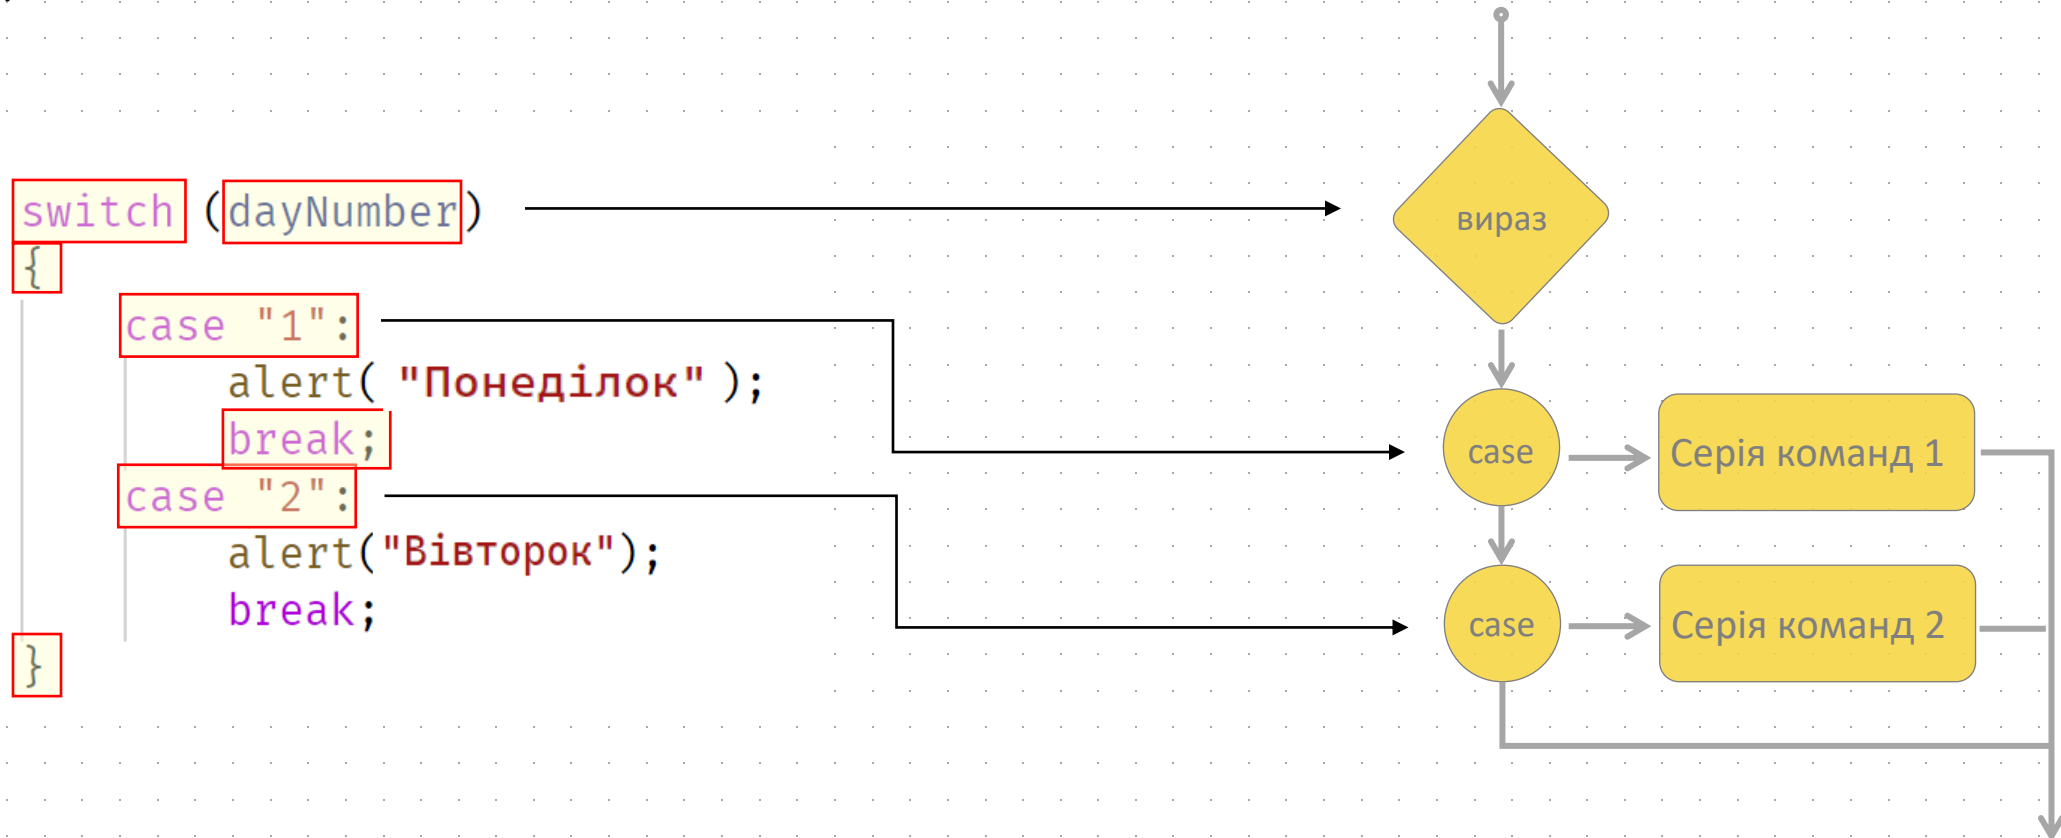 switch (dayNumber)
{
case "1":
alert( "Понеділок" );
break;
case "2":
alert("Вівторок");
break;
}
вираз
case
Серія команд 1
case
Серія команд 2